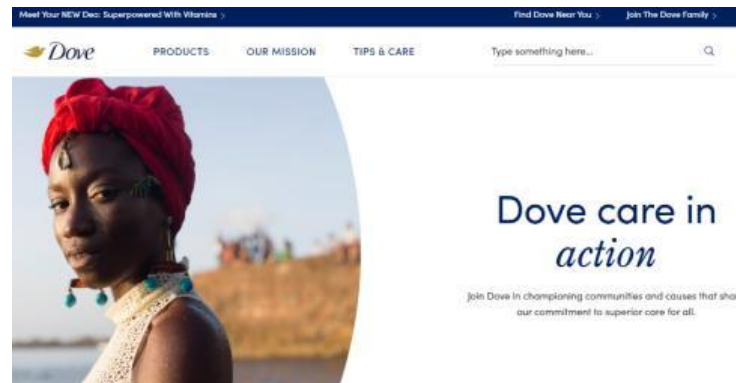 Meet Your NEW Deo: Superpowered With Vitamins >
Find Dove Near You >
Join The Dove Family >
Dove
PRODUCTS
OUR MISSION
TIPS & CARE
Type something here...
Dove care in
action
Join Dove in championing communities and causes that sha
our commitment to superior care for all.